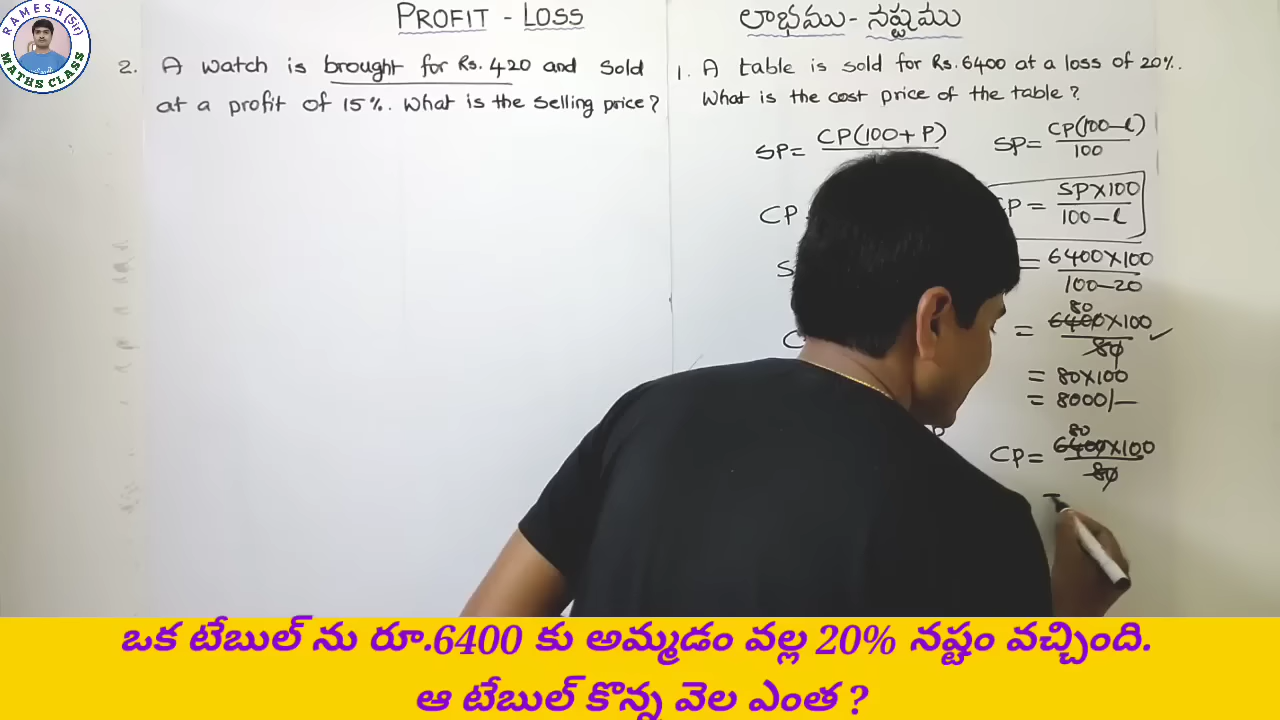 RAMESH (Sir)
MATHS CLASS
PROFIT - LOSS
2. A watch is brought for Rs. 420 and Sold
at a profit of 15%. What is the Selling price?
లాభము - నష్టము
1. A table is sold for Rs. 6400 at a loss of 20%.
What is the cost price of the table?
SP = CP(100+P)
SP = CP(100-l)
100
CP
CP = SP×100
100-l
= 6400×100
100-20
80
= 6400×100
80
= 80×100
= 8000/-
80
CP = 6400×100
80
ఒక టేబుల్ ను రూ.6400 కు అమ్మడం వల్ల 20% నష్టం వచ్చింది.
ఆ టేబుల్ కొన్న వెల ఎంత ?